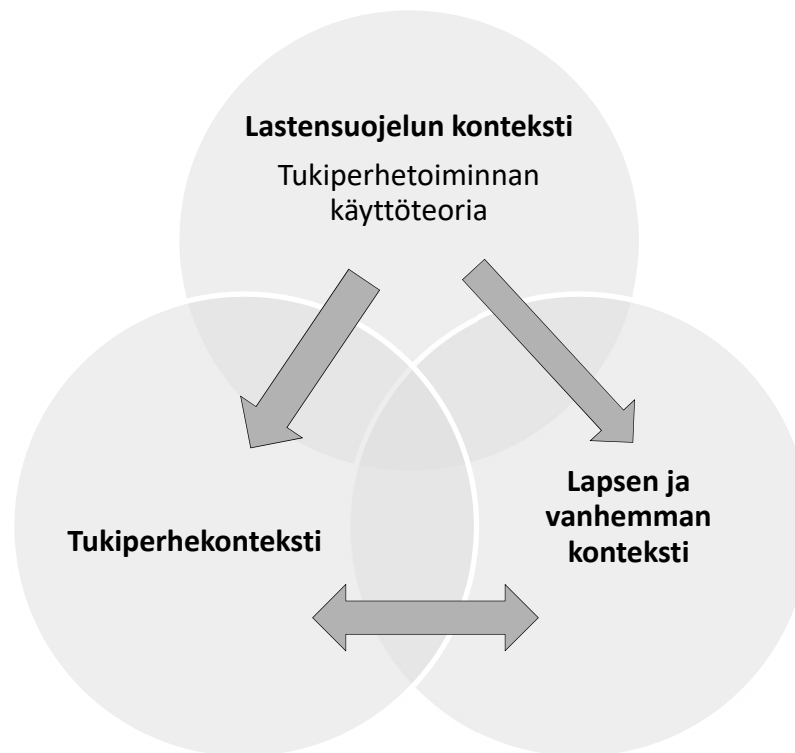 Lastensuojelun konteksti
Tukiperhetoiminnan
käyttöteoria
Lapsen ja
vanhemman
konteksti
Tukiperhekonteksti